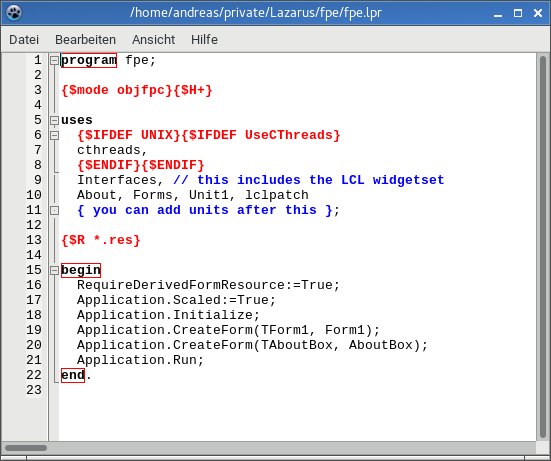 /home/andreas/private/Lazarus/fpe/fpe.lpr
Datei Bearbeiten Ansicht Hilfe
1 program fpe;
2
3 {$mode objfpc}{$H+}
4
5 uses
6 {$IFDEF UNIX}{$IFDEF UseCThreads}
7 cthreads,
8 {$ENDIF}{$ENDIF}
9 Interfaces, // this includes the LCL widgetset
10 About, Forms, Unit1, lclpatch
11 { you can add units after this };
12
13 {$R *.res}
14
15 begin
16 RequireDerivedFormResource:=True;
17 Application.Scaled:=True;
18 Application.Initialize;
19 Application.CreateForm(TForm1, Form1);
20 Application.CreateForm(TAboutBox, AboutBox);
21 Application.Run;
22 end.
23